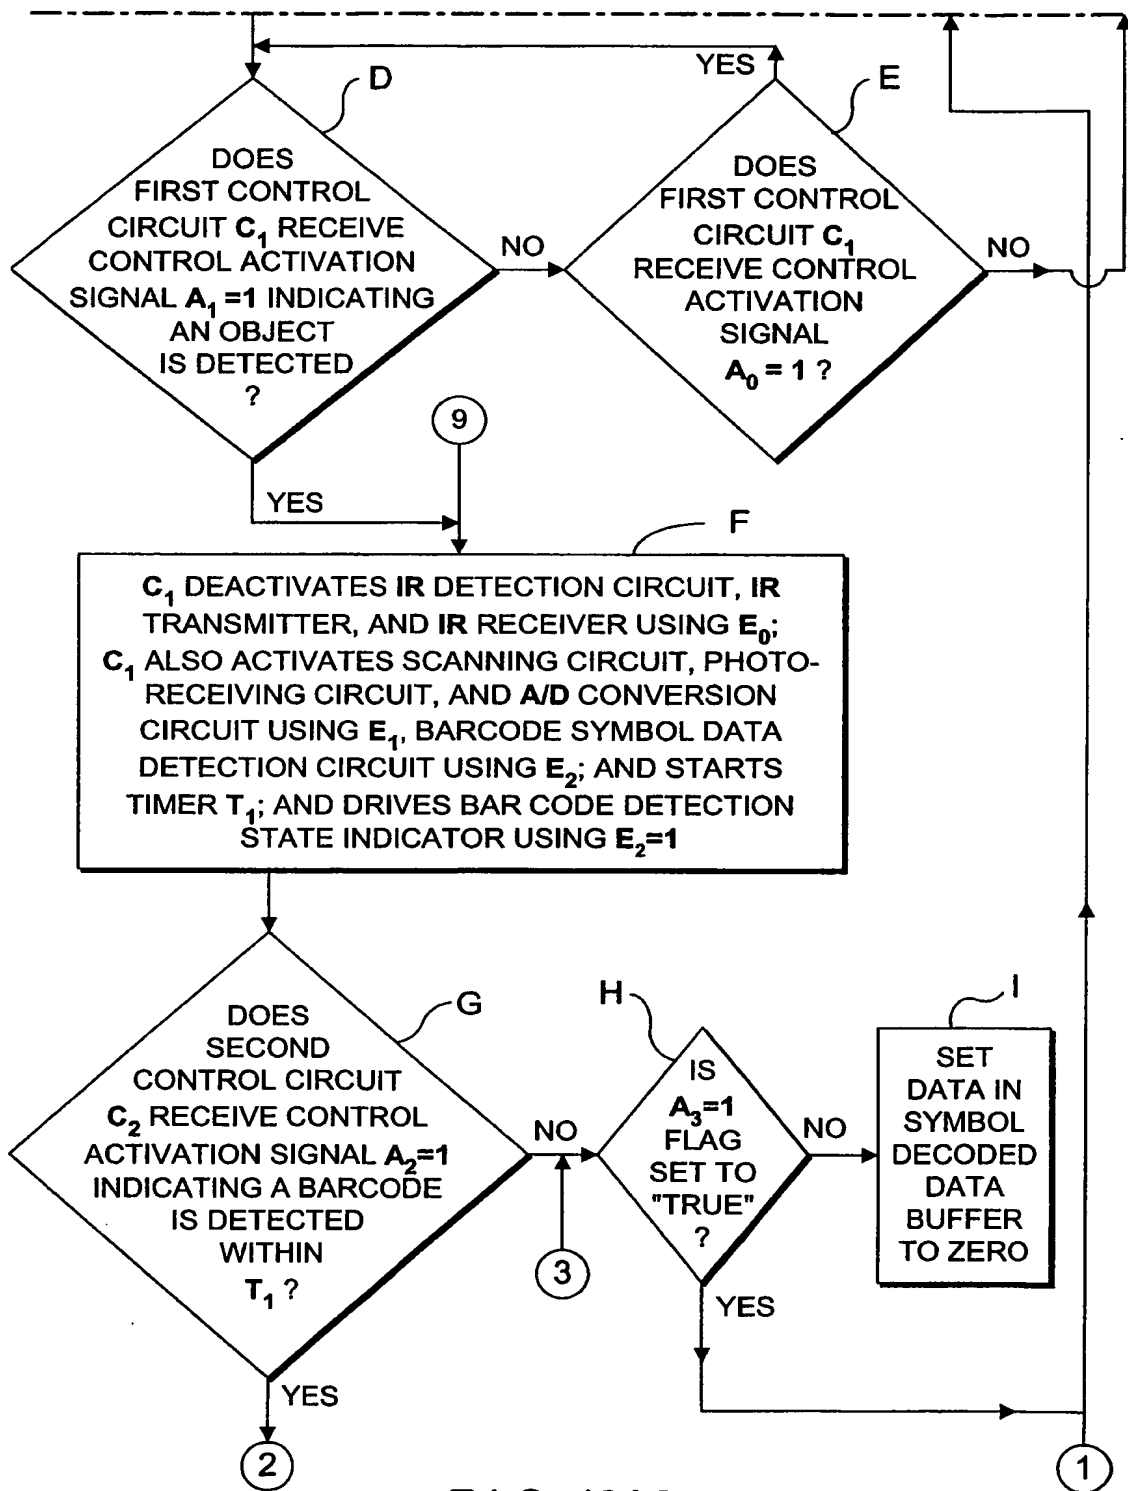 YES
D
E
DOES
FIRST CONTROL
CIRCUIT C1 RECEIVE
CONTROL ACTIVATION
SIGNAL A1 =1 INDICATING
AN OBJECT
IS DETECTED
?
NO
DOES
FIRST CONTROL
CIRCUIT C1
RECEIVE CONTROL
ACTIVATION
SIGNAL
A0 = 1 ?
NO
9
YES
F
C1 DEACTIVATES IR DETECTION CIRCUIT, IR
TRANSMITTER, AND IR RECEIVER USING E0;
C1 ALSO ACTIVATES SCANNING CIRCUIT, PHOTO-
RECEIVING CIRCUIT, AND A/D CONVERSION
CIRCUIT USING E1, BARCODE SYMBOL DATA
DETECTION CIRCUIT USING E2; AND STARTS
TIMER T1; AND DRIVES BAR CODE DETECTION
STATE INDICATOR USING E2=1
G
DOES
SECOND
CONTROL CIRCUIT
C2 RECEIVE CONTROL
ACTIVATION SIGNAL A2=1
INDICATING A BARCODE
IS DETECTED
WITHIN
T1 ?
NO
3
H
IS
A3=1
FLAG
SET TO
"TRUE"
?
NO
I
SET
DATA IN
SYMBOL
DECODED
DATA
BUFFER
TO ZERO
YES
YES
2
1